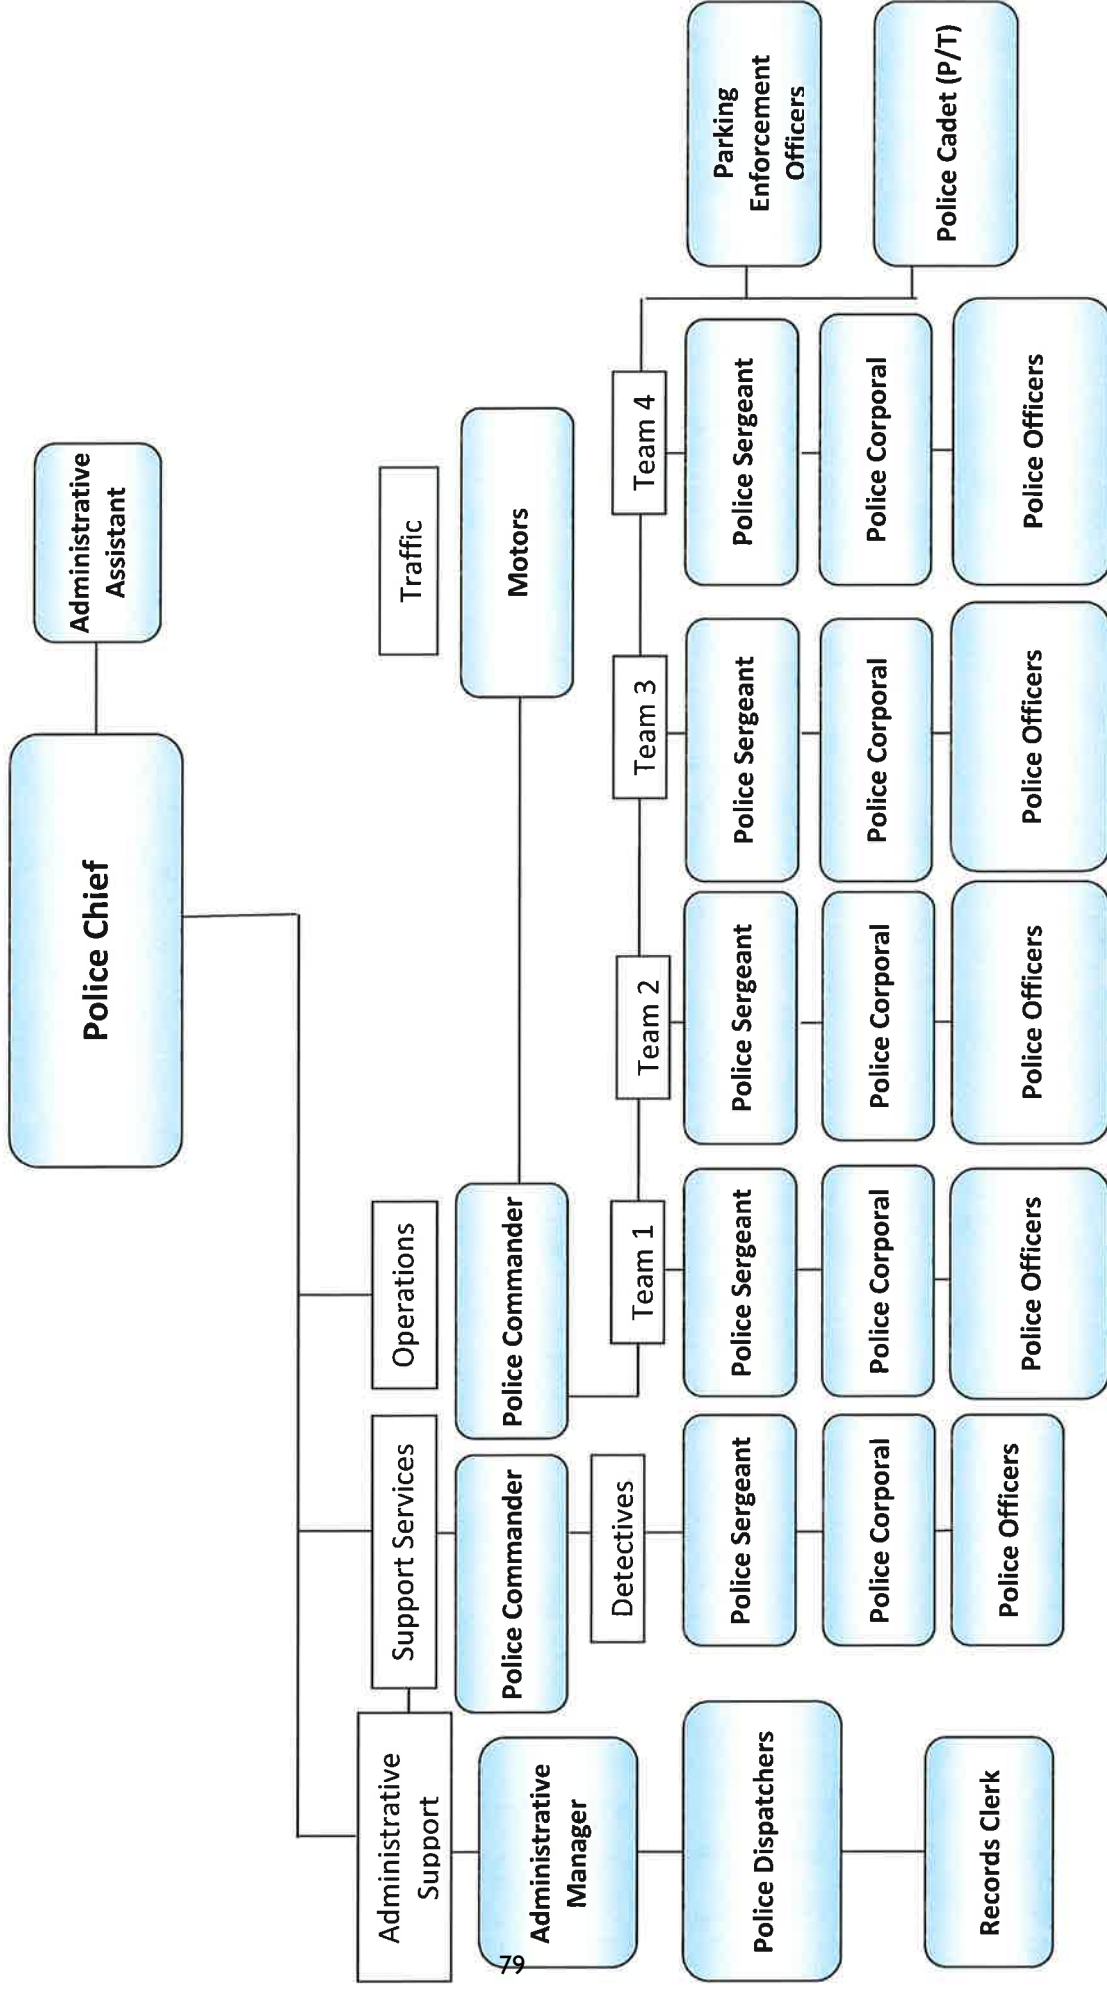 Police Chief
Administrative
Assistant
Administrative
Support
Support Services
Operations
Traffic
Administrative
Manager
Police Commander
Police Commander
Motors
Detectives
Team 1
Team 2
Team 3
Team 4
Police Dispatchers
Police Sergeant
Police Sergeant
Police Sergeant
Police Sergeant
Police Sergeant
Parking
Enforcement
Officers
Police Corporal
Police Corporal
Police Corporal
Police Corporal
Police Corporal
Police Cadet (P/T)
Records Clerk
Police Officers
Police Officers
Police Officers
Police Officers
Police Officers
79